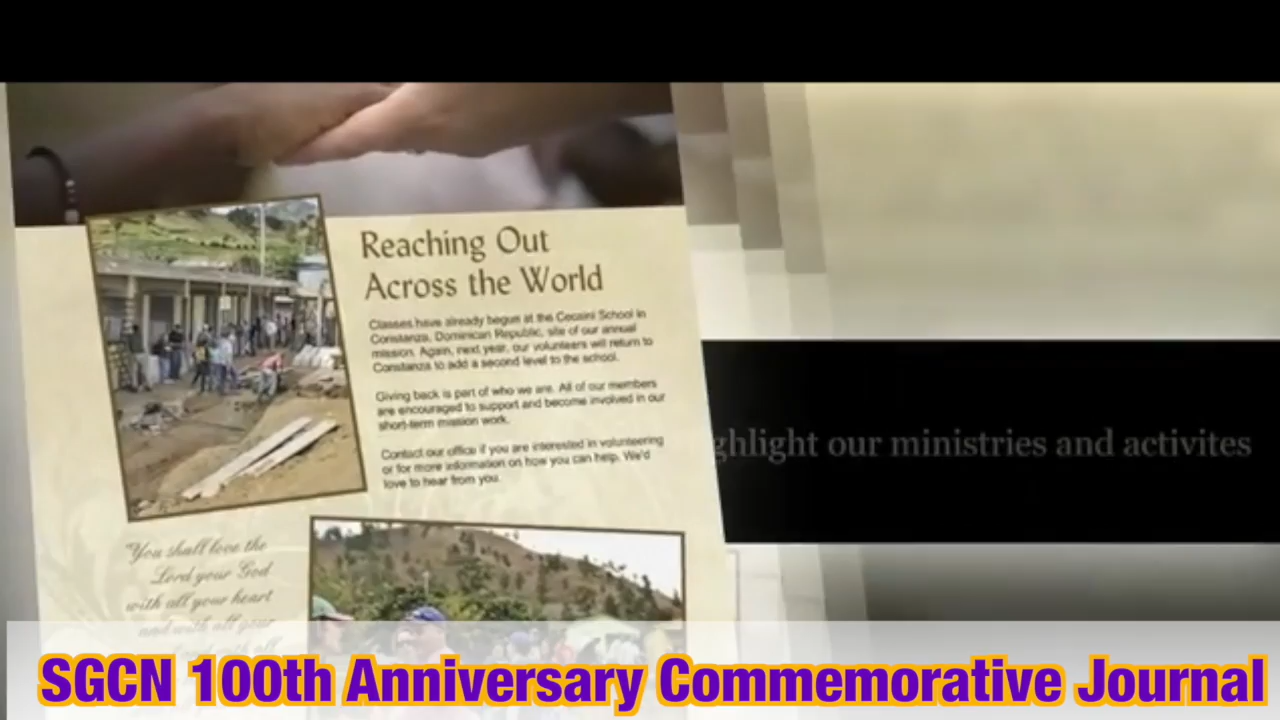 Reaching Out
Across the World
Classes have already begun at the Cecaini School in
Constanza, Dominican Republic, site of our annual
mission. Again, next year, our volunteers will return to
Constanza to add a second level to the school.
Giving back is part of who we are. All of our members
are encouraged to support and become involved in our
short-term mission work.
Contact our office if you are interested in volunteering
or for more information on how you can help. We'd
love to hear from you.
ghlight our ministries and activites
"You shall love the
Lord your God
with all your heart
and with all your
SGCN 100th Anniversary Commemorative Journal